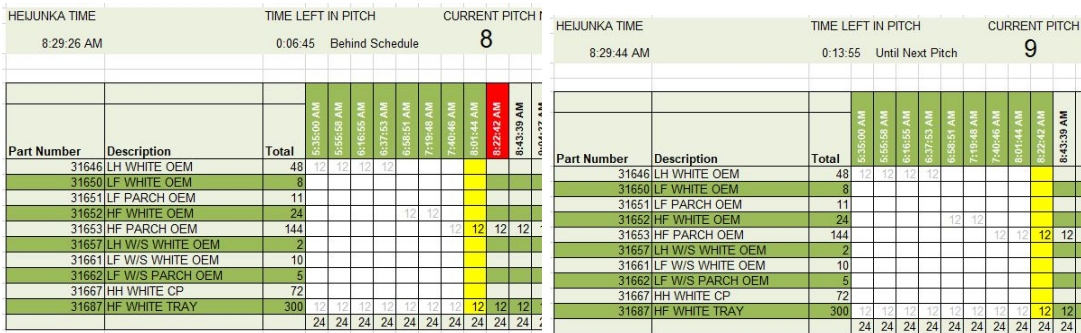 HEIJUNKA TIME TIME LEFT IN PITCH CURRENT PITCH
8:29:26 AM 0:06:45 Behind Schedule 8
5:35:00 AM 5:55:58 AM 6:16:55 AM 6:37:53 AM 6:58:51 AM 7:19:48 AM 7:40:46 AM 8:01:44 AM 8:22:42 AM 8:43:39 AM
Part Number Description Total
31646 LH WHITE OEM 48 12 12 12 12
31650 LF WHITE OEM 8
31651 LF PARCH OEM 11
31652 HF WHITE OEM 24 12 12
31653 HF PARCH OEM 144 12 12 12 12
31657 LH W/S WHITE OEM 2
31661 LF W/S WHITE OEM 10
31662 LF W/S PARCH OEM 5
31667 HH WHITE CP 72
31687 HF WHITE TRAY 300 12 12 12 12 12 12 12 12 12 12
24 24 24 24 24 24 24 24 24 24
HEIJUNKA TIME TIME LEFT IN PITCH CURRENT PITCH
8:29:44 AM 0:13:55 Until Next Pitch 9
5:35:00 AM 5:55:58 AM 6:16:55 AM 6:37:53 AM 6:58:51 AM 7:19:48 AM 7:40:46 AM 8:01:44 AM 8:22:42 AM 8:43:39 AM
Part Number Description Total
31646 LH WHITE OEM 48 12 12 12 12
31650 LF WHITE OEM 8
31651 LF PARCH OEM 11
31652 HF WHITE OEM 24 12 12
31653 HF PARCH OEM 144 12 12 12 12
31657 LH W/S WHITE OEM 2
31661 LF W/S WHITE OEM 10
31662 LF W/S PARCH OEM 5
31667 HH WHITE CP 72
31687 HF WHITE TRAY 300 12 12 12 12 12 12 12 12 12 12
24 24 24 24 24 24 24 24 24 24